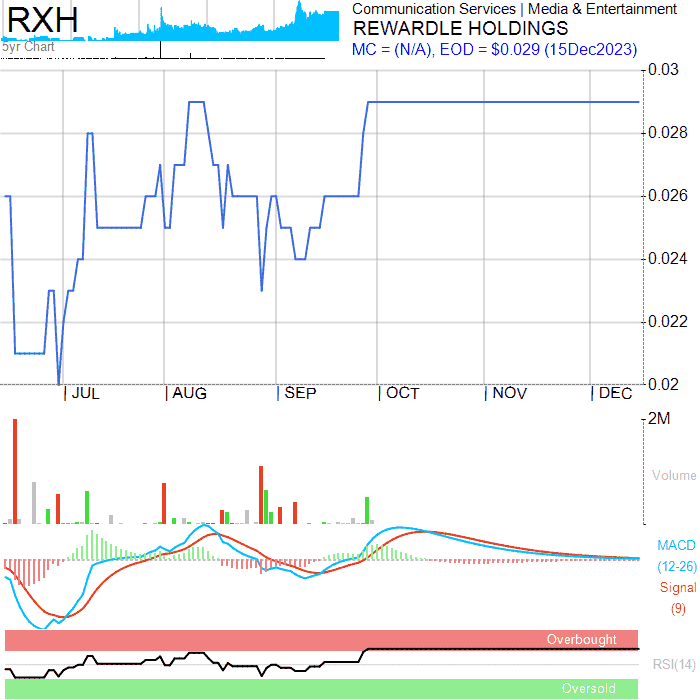 RXH
5yr Chart
Communication Services | Media & Entertainment
REWARDLE HOLDINGS
MC = (N/A), EOD = $0.029 (15Dec2023)
0.03
0.028
0.026
0.024
0.022
0.02
JUL
AUG
SEP
OCT
NOV
DEC
2M
Volume
MACD
(12-26)
Signal
(9)
Overbought
RSI(14)
Oversold